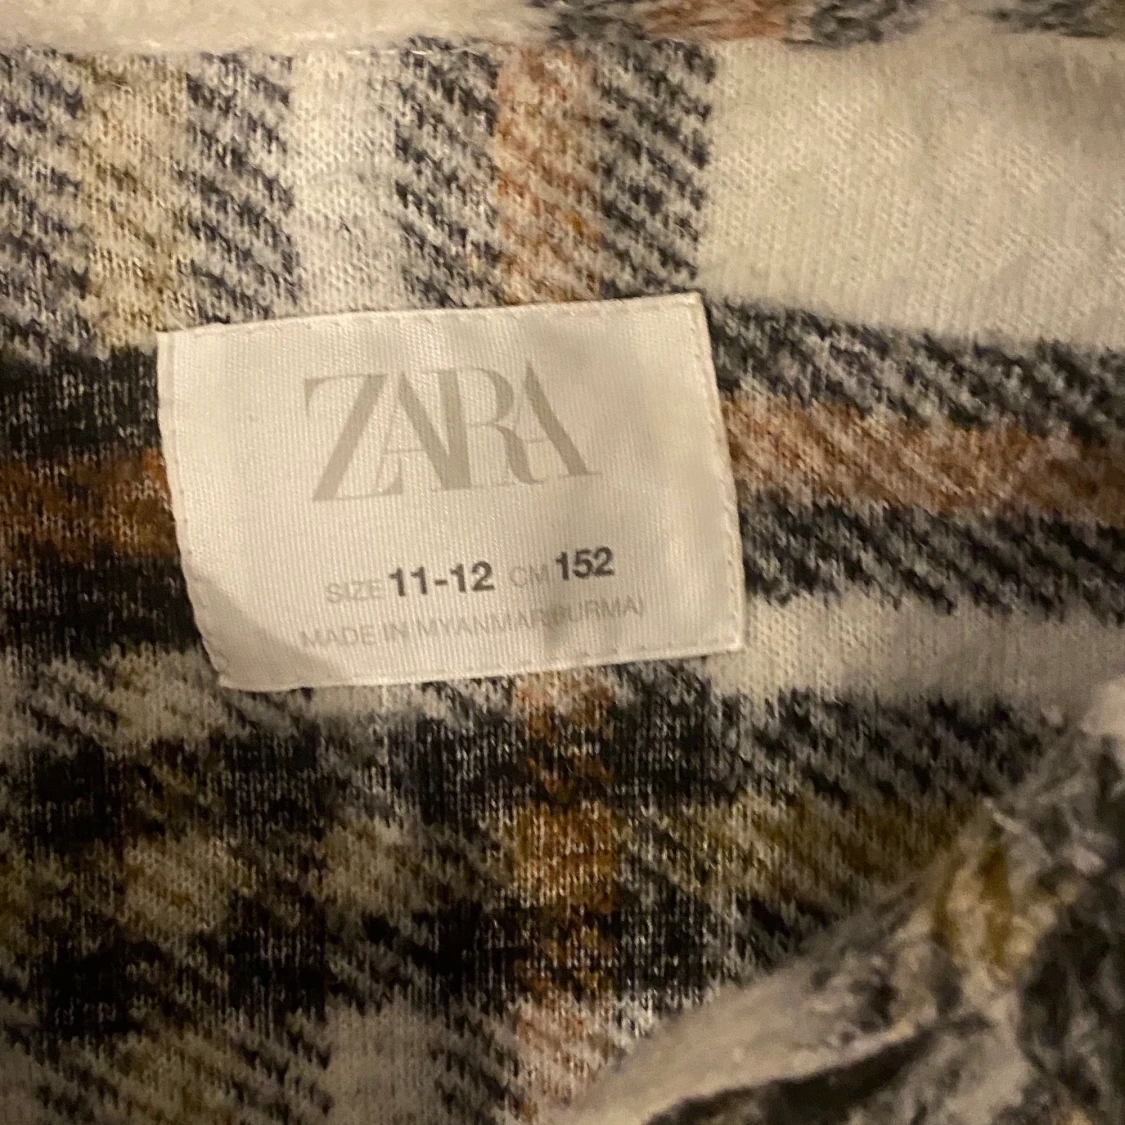 ZARA
SIZE 11-12 CM 152
MADE IN MYANMAR(BURMA)